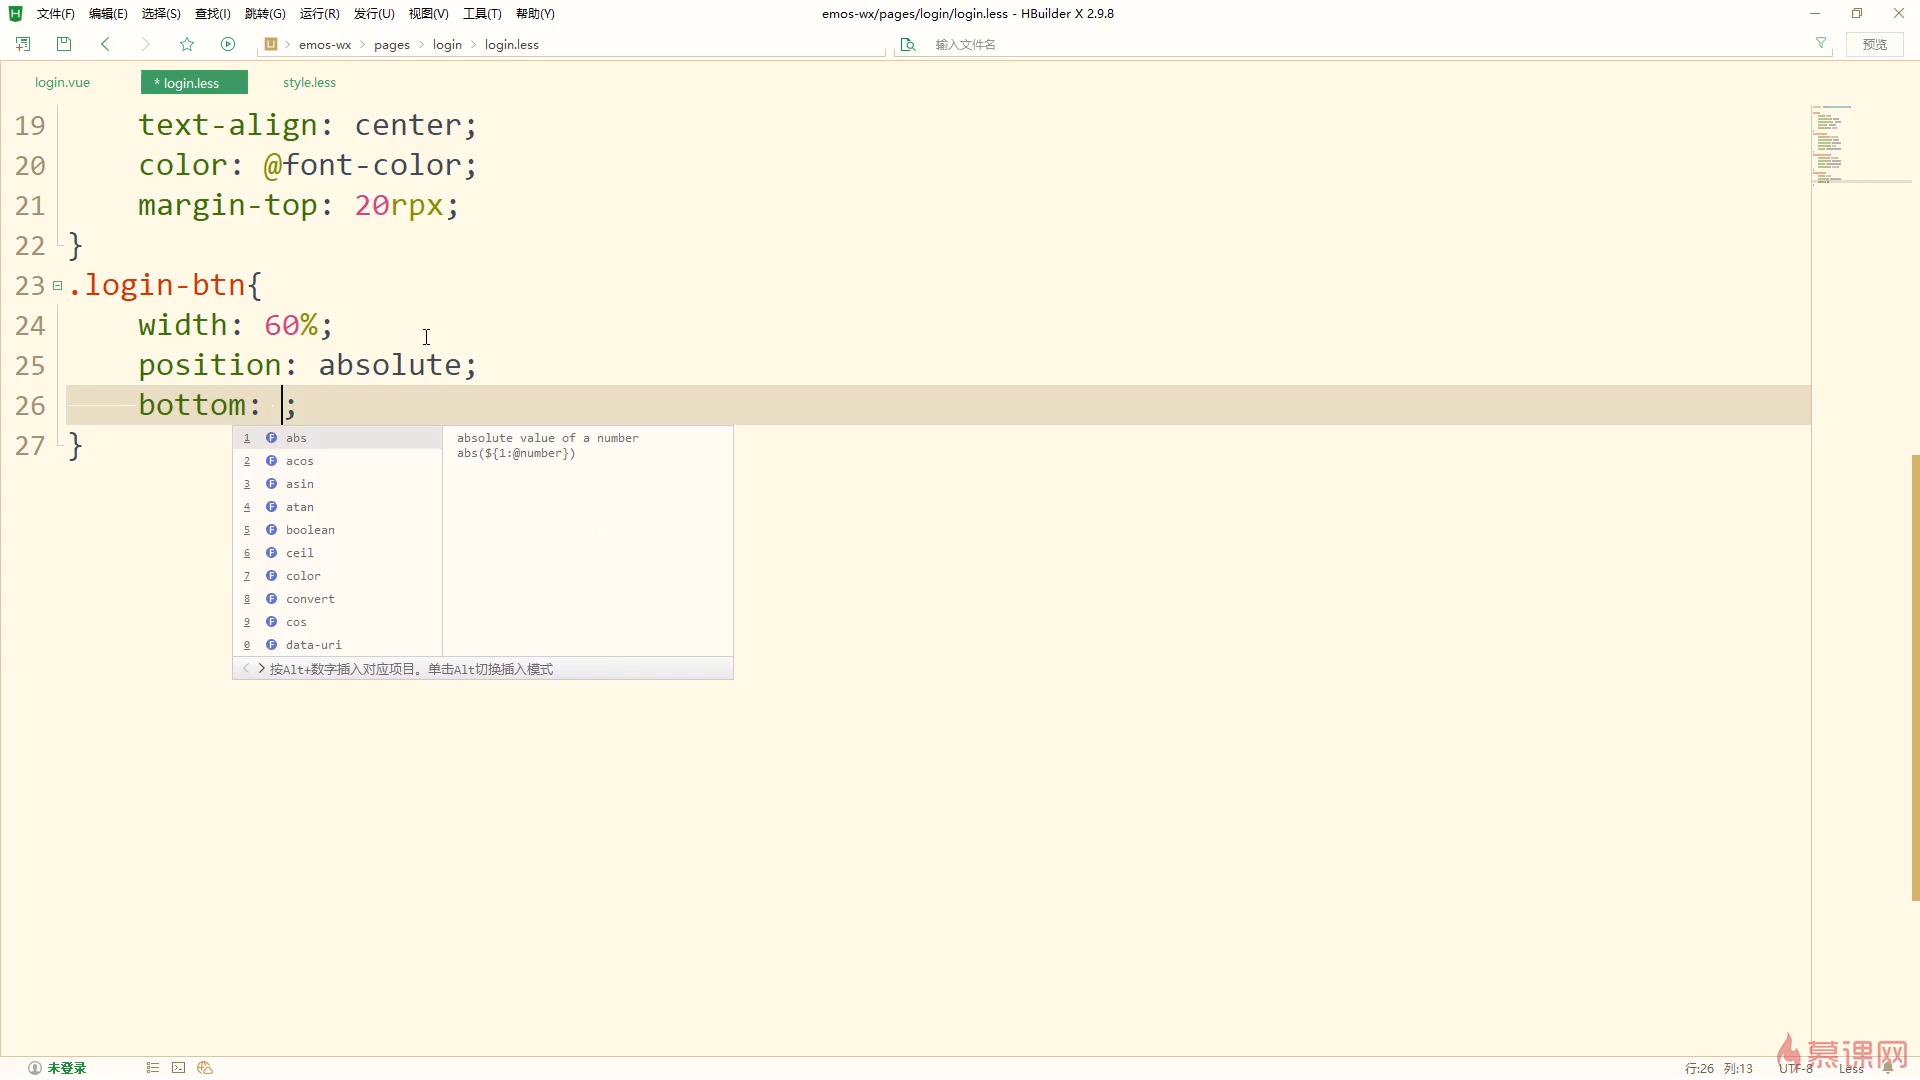 文件(F) 编辑(E) 选择(S) 查找(I) 跳转(G) 运行(R) 发行(U) 视图(V) 工具(T) 帮助(Y) emos-wx/pages/login/login.less - HBuilder X 2.9.8
emos-wx pages login login.less 输入文件名 预览
login.vue * login.less style.less
19 text-align: center;
20 color: @font-color;
21 margin-top: 20rpx;
22 }
23 .login-btn{
24 width: 60%;
25 position: absolute;
26 bottom: ;
27 }
1 F abs absolute value of a number
abs(${1:@number})
2 F acos
3 F asin
4 F atan
5 F boolean
6 F ceil
7 F color
8 F convert
9 F cos
0 F data-uri
按Alt+数字插入对应项目。单击Alt切换插入模式
未登录 行:26 列:13 UTF-8 Less
慕课网